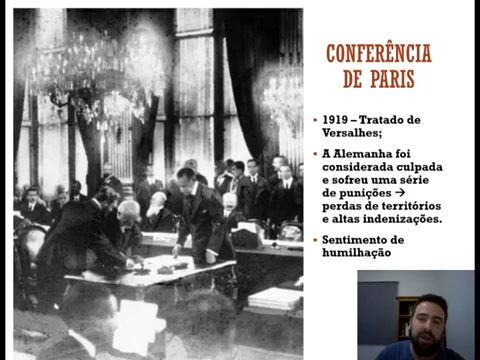 CONFERÊNCIA
DE PARIS
• 1919 – Tratado de
Versalhes;
• A Alemanha foi
considerada culpada
e sofreu uma série
de punições →
perdas de territórios
e altas indenizações.
• Sentimento de
humilhação